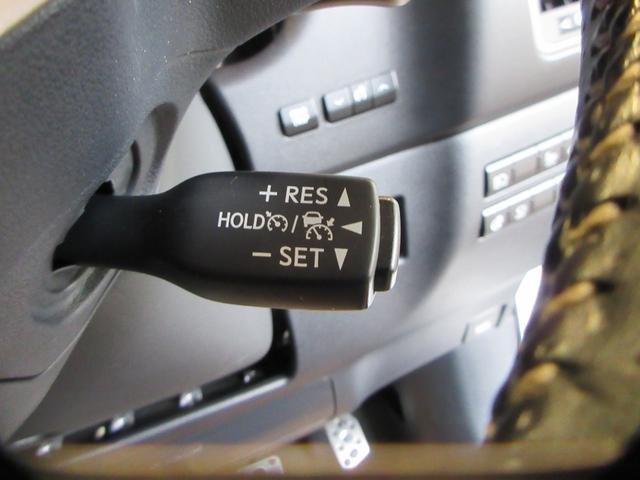 + RES ▲
HOLD / ◀
− SET ▼